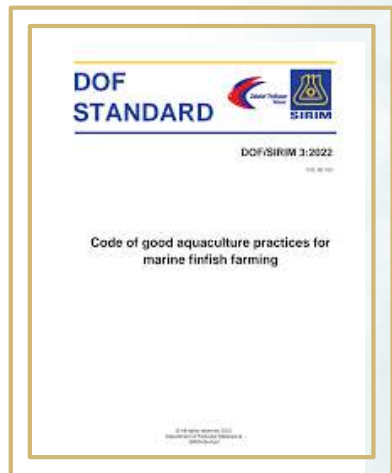 DOF
STANDARD
SIRIM
DOF/SIRIM 3:2022
Code of good aquaculture practices for
marine finfish farming